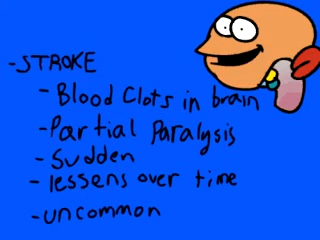 -STROKE
-Blood Clots in brain
-Partial Paralysis
-Sudden
-lessens over time
-uncommon